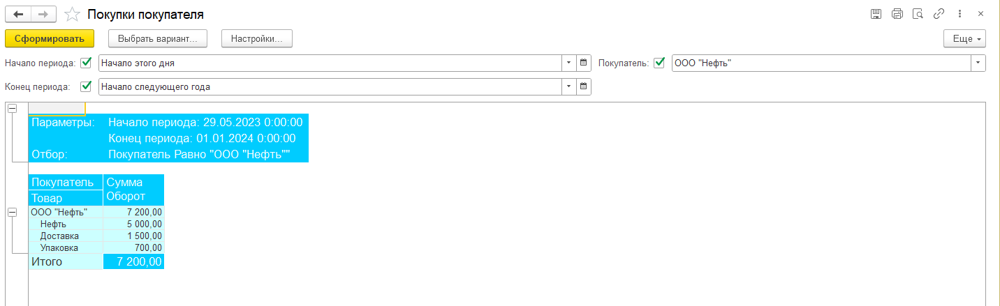 Покупки покупателя
Сформировать Выбрать вариант... Настройки... Еще
Начало периода: Начало этого дня Покупатель: ООО "Нефть"
Конец периода: Начало следующего года
Параметры: Начало периода: 29.05.2023 0:00:00
Конец периода: 01.01.2024 0:00:00
Отбор: Покупатель Равно "ООО "Нефть""
Покупатель Сумма
Товар Оборот
ООО "Нефть" 7 200,00
Нефть 5 000,00
Доставка 1 500,00
Упаковка 700,00
Итого 7 200,00